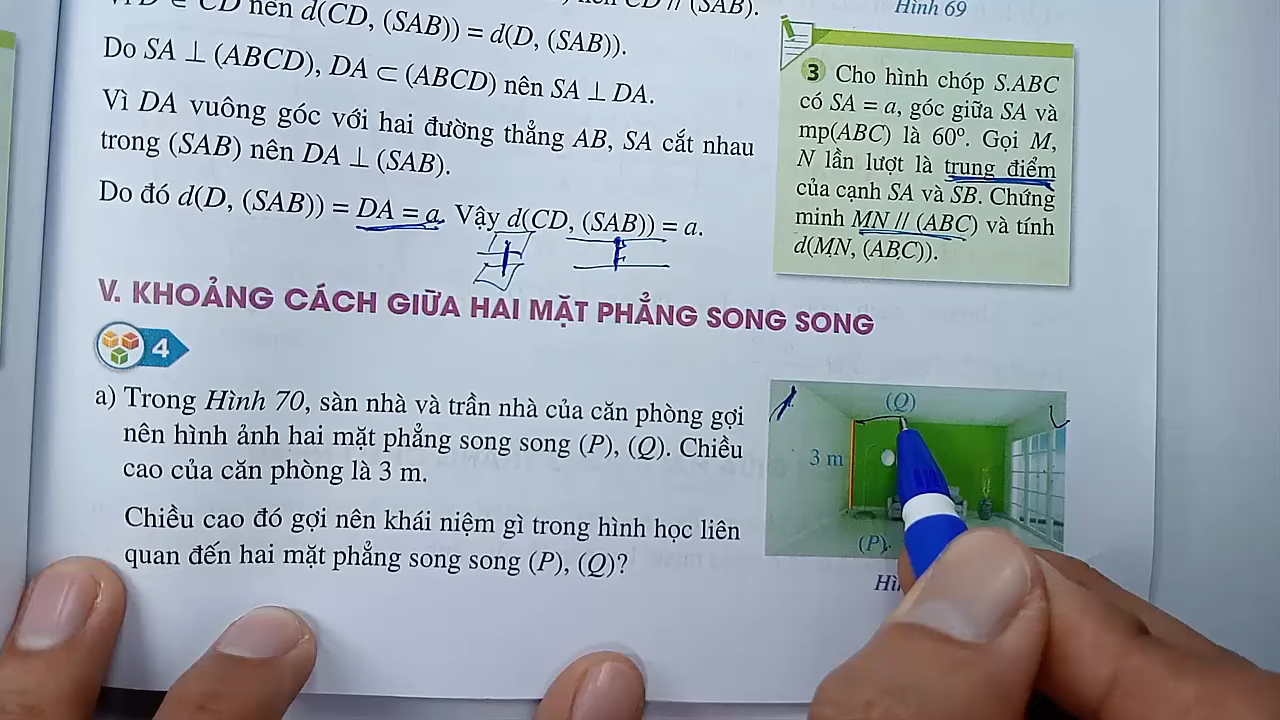 CD nên d(CD, (SAB)) = d(D, (SAB)).
CD // (SAB).
Do SA ⊥ (ABCD), DA ⊂ (ABCD) nên SA ⊥ DA.
Vì DA vuông góc với hai đường thẳng AB, SA cắt nhau
trong (SAB) nên DA ⊥ (SAB).
Do đó d(D, (SAB)) = DA = a. Vậy d(CD, (SAB)) = a.
Hình 69
3 Cho hình chóp S.ABC
có SA = a, góc giữa SA và
mp(ABC) là 60°. Gọi M,
N lần lượt là trung điểm
của cạnh SA và SB. Chứng
minh MN // (ABC) và tính
d(MN, (ABC)).
V. KHOẢNG CÁCH GIỮA HAI MẶT PHẲNG SONG SONG
4
a) Trong Hình 70, sàn nhà và trần nhà của căn phòng gợi
nên hình ảnh hai mặt phẳng song song (P), (Q). Chiều
cao của căn phòng là 3 m.
Chiều cao đó gợi nên khái niệm gì trong hình học liên
quan đến hai mặt phẳng song song (P), (Q)?
(Q)
3 m
(P)